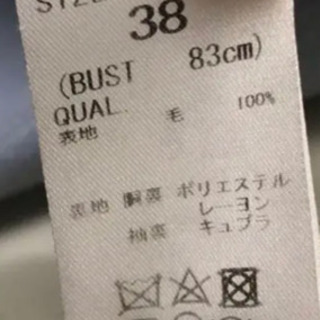 SIZE
38
(BUST 83cm)
QUAL.
表地 毛 100%
表地 胴裏 ポリエステル
レーヨン
袖裏 キュプラ